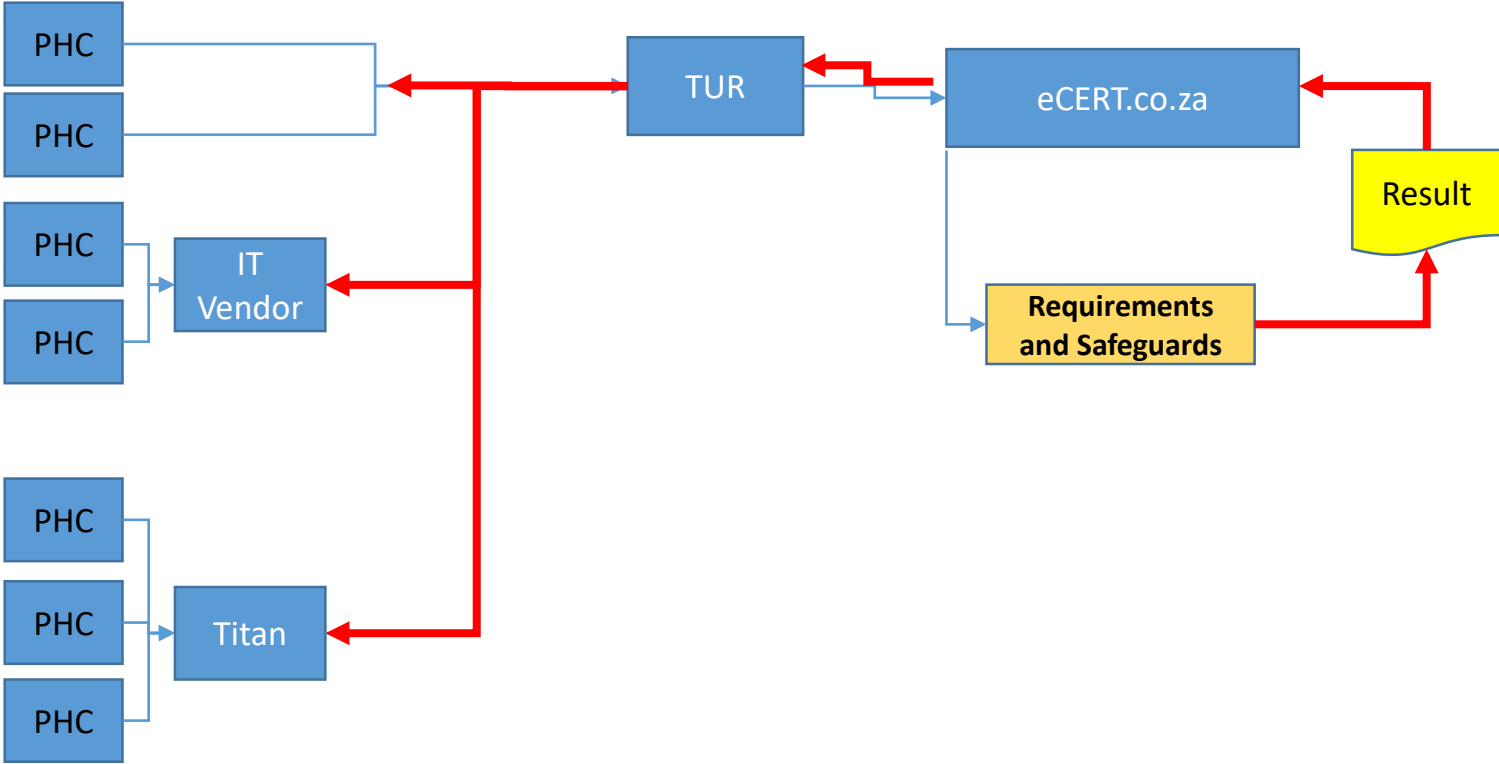 PHC
TUR
eCERT.co.za
PHC
Result
PHC
IT
Vendor
Requirements
and Safeguards
PHC
PHC
PHC
Titan
PHC